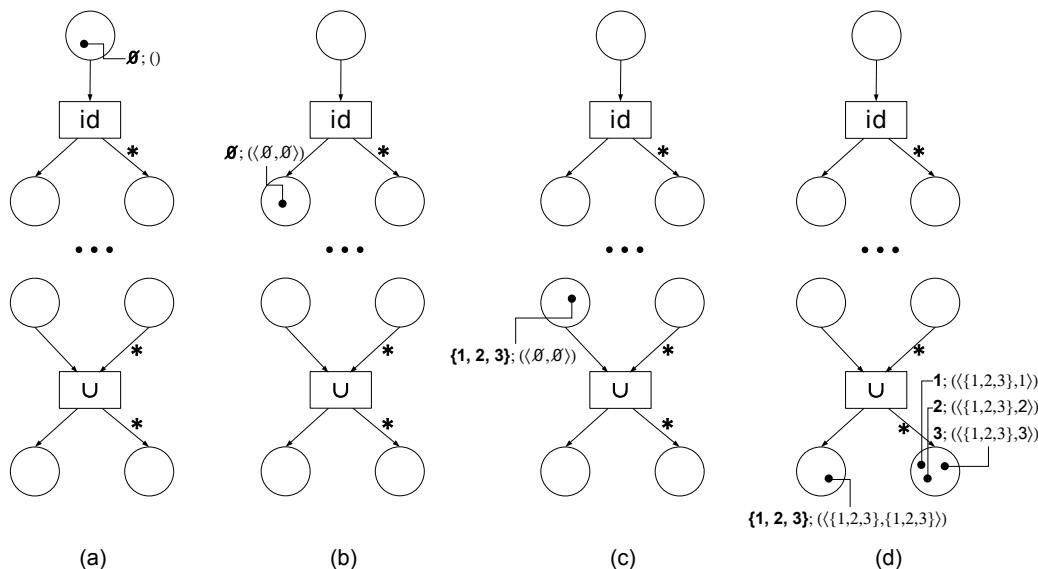 ∅; ()
id id id id
* * * *
∅; (⟨∅,∅⟩)
... ... ... ...
{1, 2, 3}; (⟨∅,∅⟩)
* * * *
∪ ∪ ∪ ∪
1; (⟨{1,2,3},1⟩)
2; (⟨{1,2,3},2⟩)
3; (⟨{1,2,3},3⟩)
* * * *
{1, 2, 3}; (⟨{1,2,3},{1,2,3}⟩)
(a) (b) (c) (d)